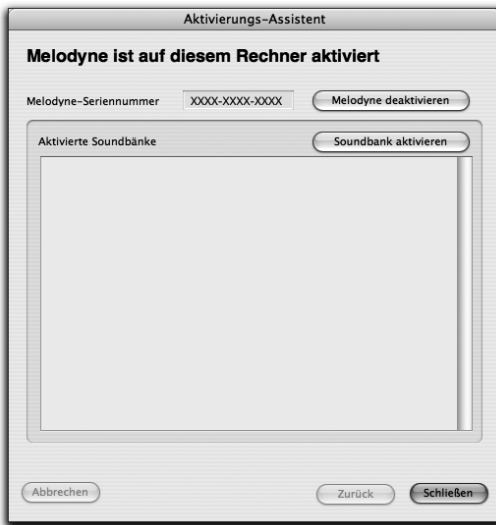 Aktivierungs-Assistent
Melodyne ist auf diesem Rechner aktiviert
Melodyne-Seriennummer XXXX-XXXX-XXXX Melodyne deaktivieren
Aktivierte Soundbänke Soundbank aktivieren
Abbrechen Zurück Schließen